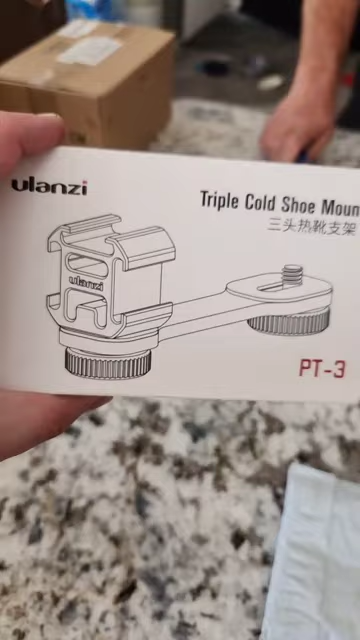 ulanzi
Triple Cold Shoe Moun
三头热靴支架
ulanzi
PT-3